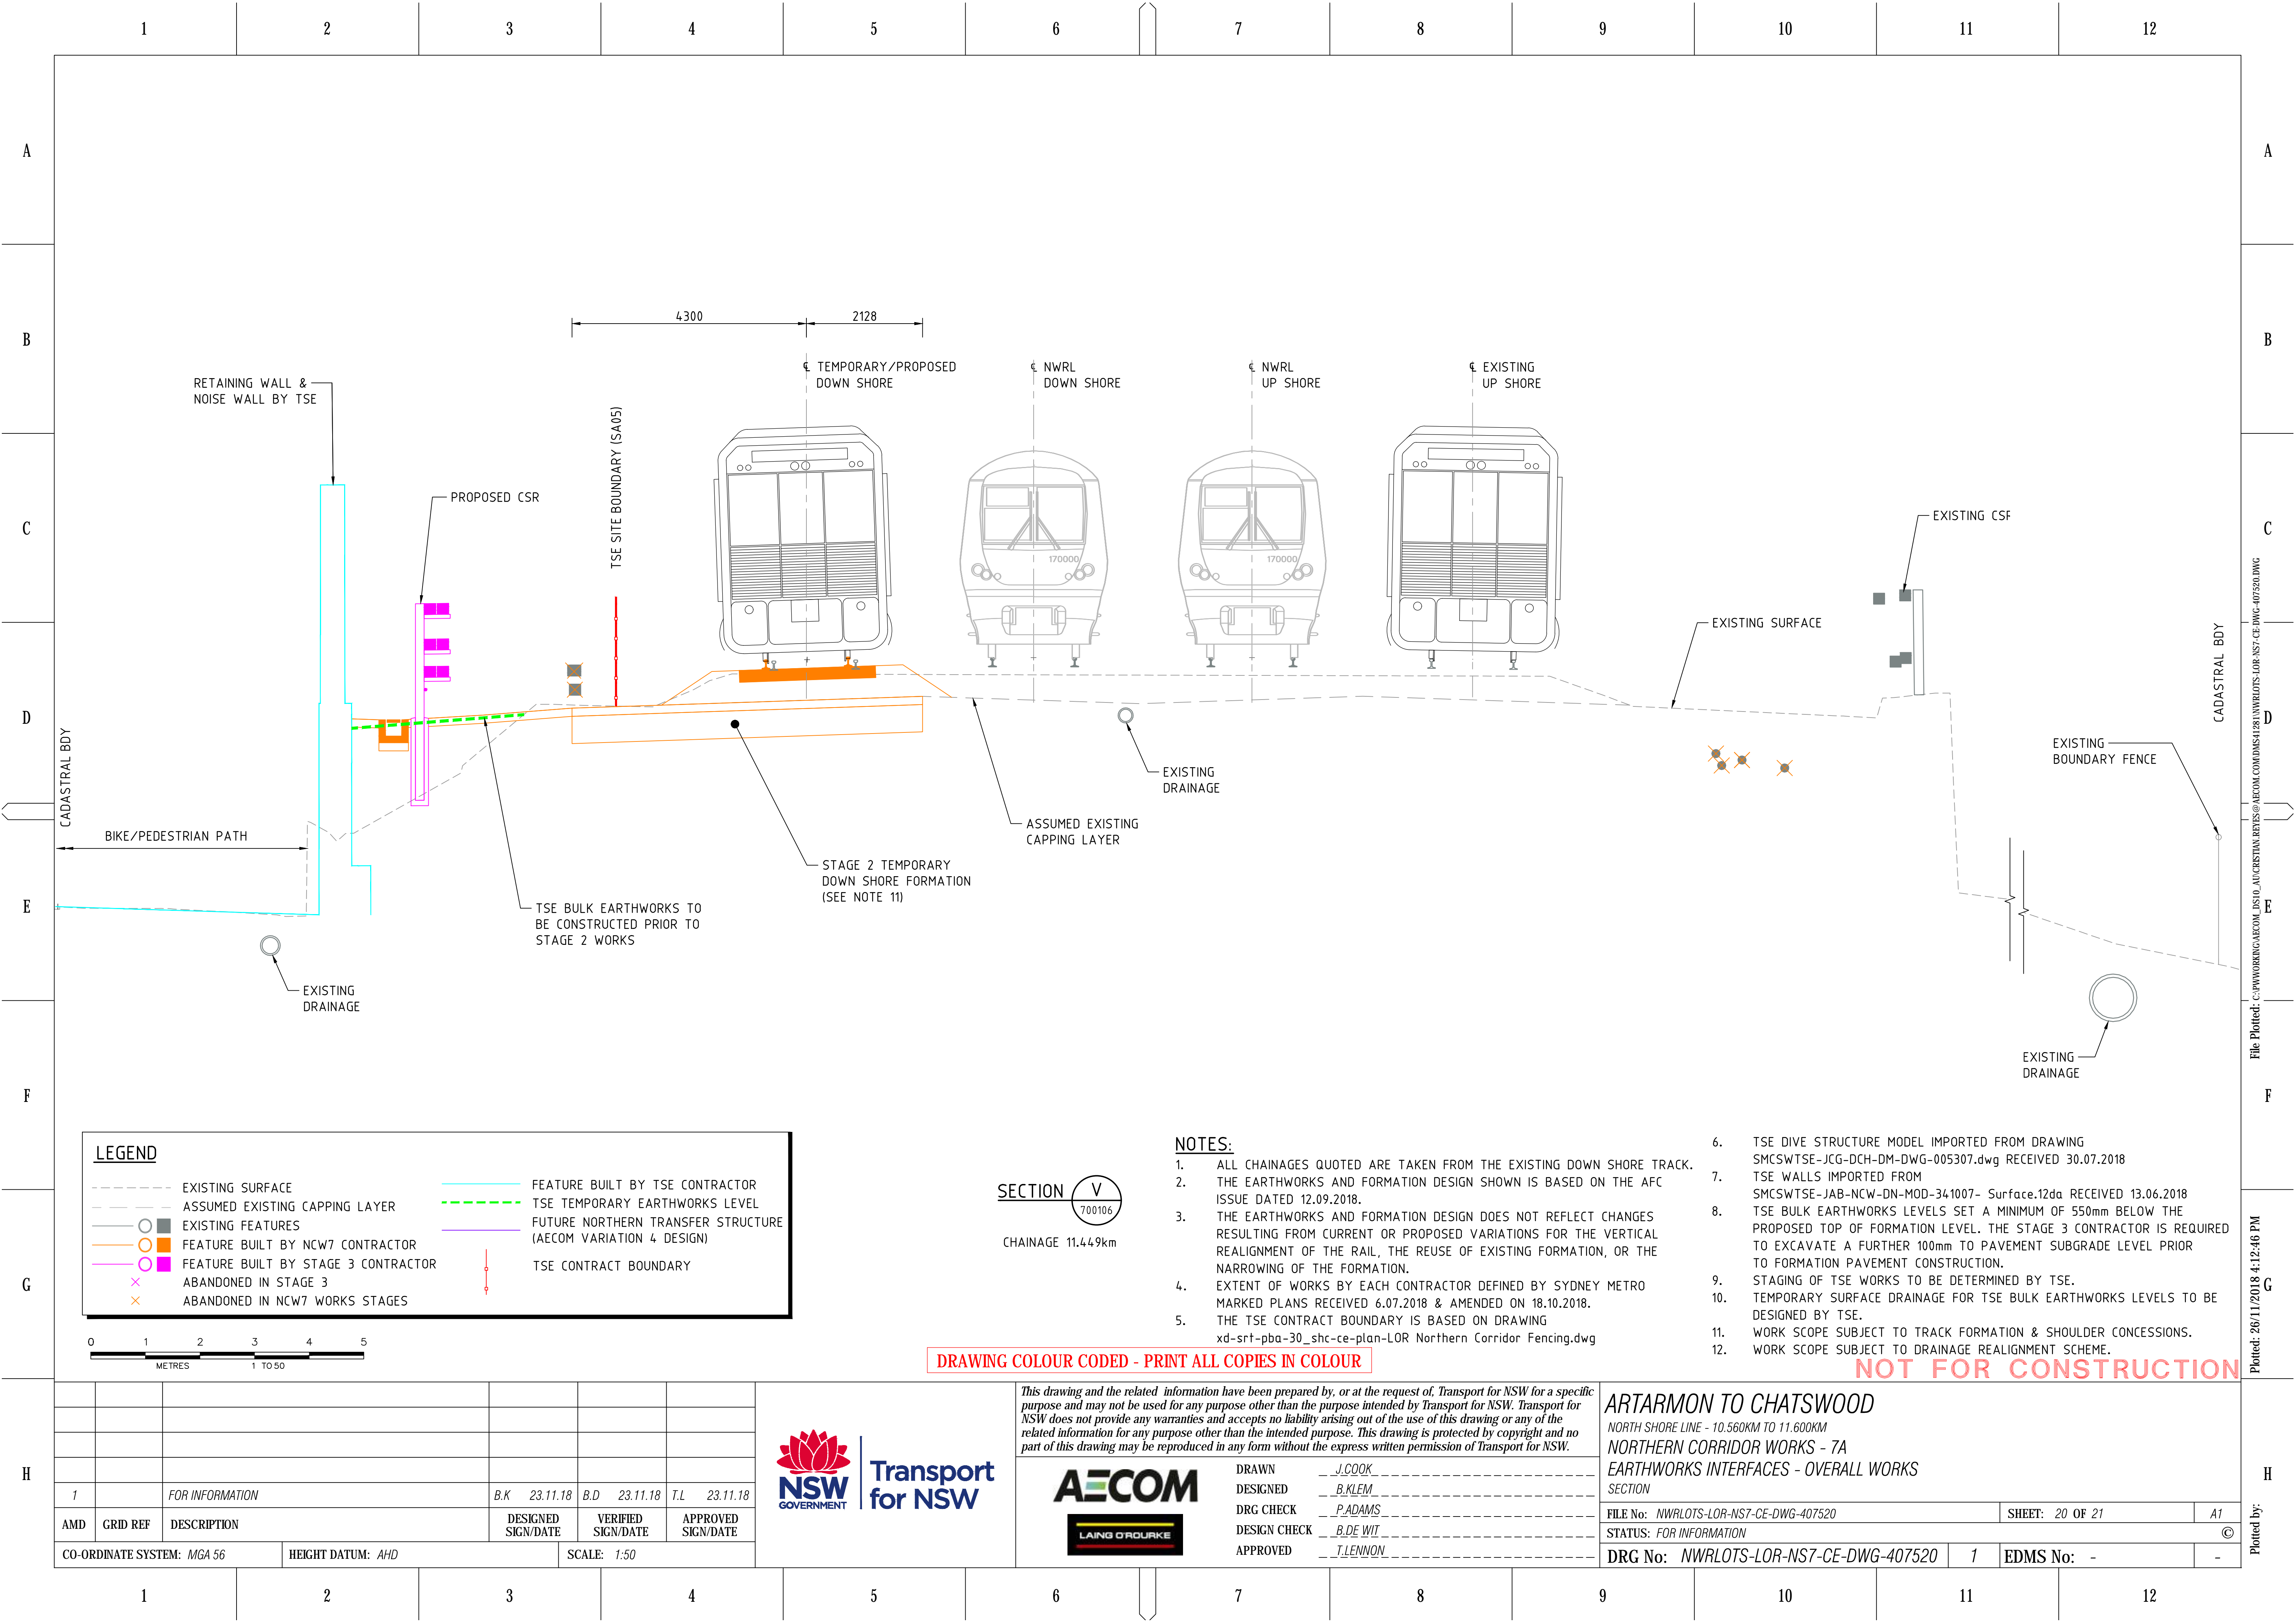 1 2 3 4 5 6 7 8 9 10 11 12
A A
B B
C C
D D
E E
F F
G G
H H
4300
2128
℄ TEMPORARY/PROPOSED
DOWN SHORE
℄ NWRL
DOWN SHORE
℄ NWRL
UP SHORE
℄ EXISTING
UP SHORE
RETAINING WALL &
NOISE WALL BY TSE
TSE SITE BOUNDARY (SA05)
PROPOSED CSR
170000
170000
EXISTING CSR
EXISTING SURFACE
CADASTRAL BDY
CADASTRAL BDY
EXISTING
BOUNDARY FENCE
EXISTING
DRAINAGE
ASSUMED EXISTING
CAPPING LAYER
BIKE/PEDESTRIAN PATH
STAGE 2 TEMPORARY
DOWN SHORE FORMATION
(SEE NOTE 11)
TSE BULK EARTHWORKS TO
BE CONSTRUCTED PRIOR TO
STAGE 2 WORKS
EXISTING
DRAINAGE
EXISTING
DRAINAGE
LEGEND
EXISTING SURFACE
ASSUMED EXISTING CAPPING LAYER
EXISTING FEATURES
FEATURE BUILT BY NCW7 CONTRACTOR
FEATURE BUILT BY STAGE 3 CONTRACTOR
ABANDONED IN STAGE 3
ABANDONED IN NCW7 WORKS STAGES
FEATURE BUILT BY TSE CONTRACTOR
TSE TEMPORARY EARTHWORKS LEVEL
FUTURE NORTHERN TRANSFER STRUCTURE
(AECOM VARIATION 4 DESIGN)
TSE CONTRACT BOUNDARY
0 1 2 3 4 5
METRES 1 TO 50
SECTION V
700106
CHAINAGE 11.449km
NOTES:
1. ALL CHAINAGES QUOTED ARE TAKEN FROM THE EXISTING DOWN SHORE TRACK.
2. THE EARTHWORKS AND FORMATION DESIGN SHOWN IS BASED ON THE AFC
ISSUE DATED 12.09.2018.
3. THE EARTHWORKS AND FORMATION DESIGN DOES NOT REFLECT CHANGES
RESULTING FROM CURRENT OR PROPOSED VARIATIONS FOR THE VERTICAL
REALIGNMENT OF THE RAIL, THE REUSE OF EXISTING FORMATION, OR THE
NARROWING OF THE FORMATION.
4. EXTENT OF WORKS BY EACH CONTRACTOR DEFINED BY SYDNEY METRO
MARKED PLANS RECEIVED 6.07.2018 & AMENDED ON 18.10.2018.
5. THE TSE CONTRACT BOUNDARY IS BASED ON DRAWING
xd-srt-pba-30_shc-ce-plan-LOR Northern Corridor Fencing.dwg
6. TSE DIVE STRUCTURE MODEL IMPORTED FROM DRAWING
SMCSWTSE-JCG-DCH-DM-DWG-005307.dwg RECEIVED 30.07.2018
7. TSE WALLS IMPORTED FROM
SMCSWTSE-JAB-NCW-DN-MOD-341007- Surface.12da RECEIVED 13.06.2018
8. TSE BULK EARTHWORKS LEVELS SET A MINIMUM OF 550mm BELOW THE
PROPOSED TOP OF FORMATION LEVEL. THE STAGE 3 CONTRACTOR IS REQUIRED
TO EXCAVATE A FURTHER 100mm TO PAVEMENT SUBGRADE LEVEL PRIOR
TO FORMATION PAVEMENT CONSTRUCTION.
9. STAGING OF TSE WORKS TO BE DETERMINED BY TSE.
10. TEMPORARY SURFACE DRAINAGE FOR TSE BULK EARTHWORKS LEVELS TO BE
DESIGNED BY TSE.
11. WORK SCOPE SUBJECT TO TRACK FORMATION & SHOULDER CONCESSIONS.
12. WORK SCOPE SUBJECT TO DRAINAGE REALIGNMENT SCHEME.
DRAWING COLOUR CODED - PRINT ALL COPIES IN COLOUR
NOT FOR CONSTRUCTION
1 FOR INFORMATION B.K 23.11.18 B.D 23.11.18 T.L 23.11.18
AMD GRID REF DESCRIPTION DESIGNED SIGN/DATE VERIFIED SIGN/DATE APPROVED SIGN/DATE
CO-ORDINATE SYSTEM: MGA 56 HEIGHT DATUM: AHD SCALE: 1:50
NSW
GOVERNMENT
Transport
for NSW
This drawing and the related information have been prepared by, or at the request of, Transport for NSW for a specific
purpose and may not be used for any purpose other than the purpose intended by Transport for NSW. Transport for
NSW does not provide any warranties and accepts no liability arising out of the use of this drawing or any of the
related information for any purpose other than the intended purpose. This drawing is protected by copyright and no
part of this drawing may be reproduced in any form without the express written permission of Transport for NSW.
AECOM
LAING O'ROURKE
DRAWN J.COOK
DESIGNED B.KLEM
DRG CHECK P.ADAMS
DESIGN CHECK B.DE WIT
APPROVED T.LENNON
ARTARMON TO CHATSWOOD
NORTH SHORE LINE - 10.560KM TO 11.600KM
NORTHERN CORRIDOR WORKS - 7A
EARTHWORKS INTERFACES - OVERALL WORKS
SECTION
FILE No: NWRLOTS-LOR-NS7-CE-DWG-407520 SHEET: 20 OF 21 A1
STATUS: FOR INFORMATION ©
DRG No: NWRLOTS-LOR-NS7-CE-DWG-407520 1 EDMS No: - -
File Plotted: C:\PWWORKING\AECOM_DS10_AU\CRISTIAN.REYES@AECOM.COM\DMS41281\NWRLOTS-LOR-NS7-CE-DWG-407520.DWG
Plotted: 26/11/2018 4:12:46 PM
Plotted by:
1 2 3 4 5 6 7 8 9 10 11 12